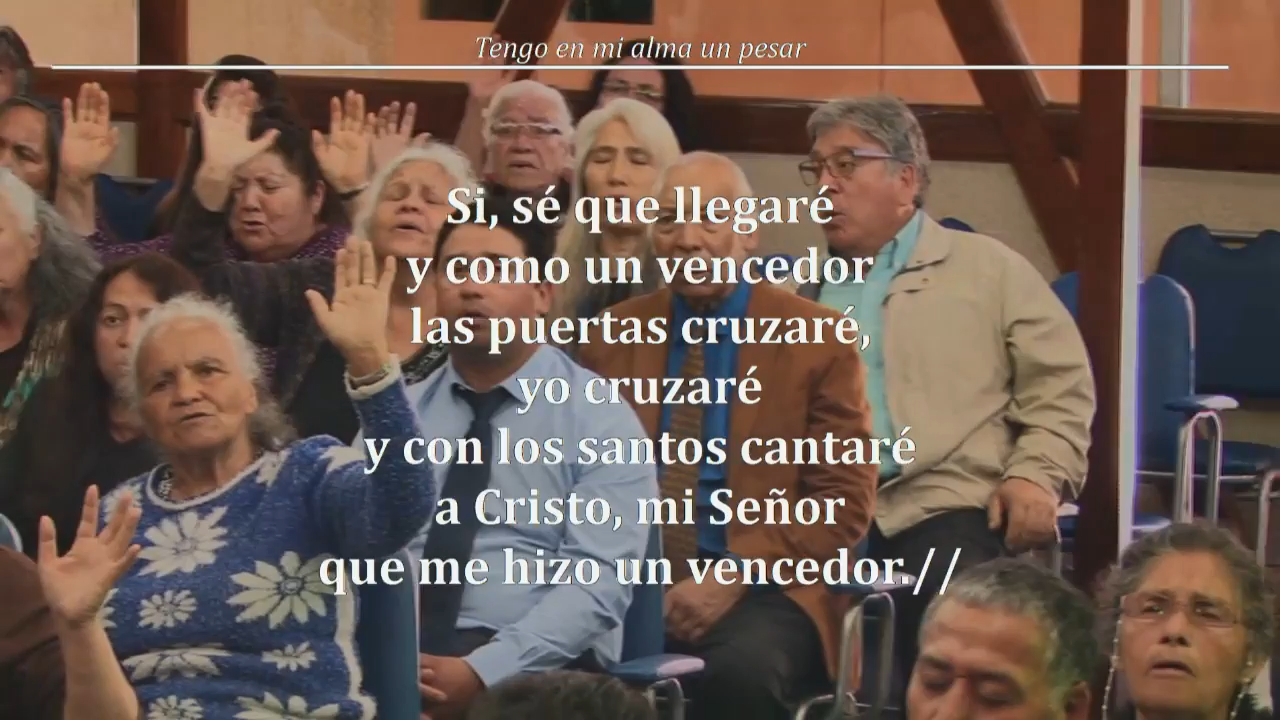 Tengo en mi alma un pesar
Si, sé que llegaré
y como un vencedor
las puertas cruzaré,
yo cruzaré
y con los santos cantaré
a Cristo, mi Señor
que me hizo un vencedor.//